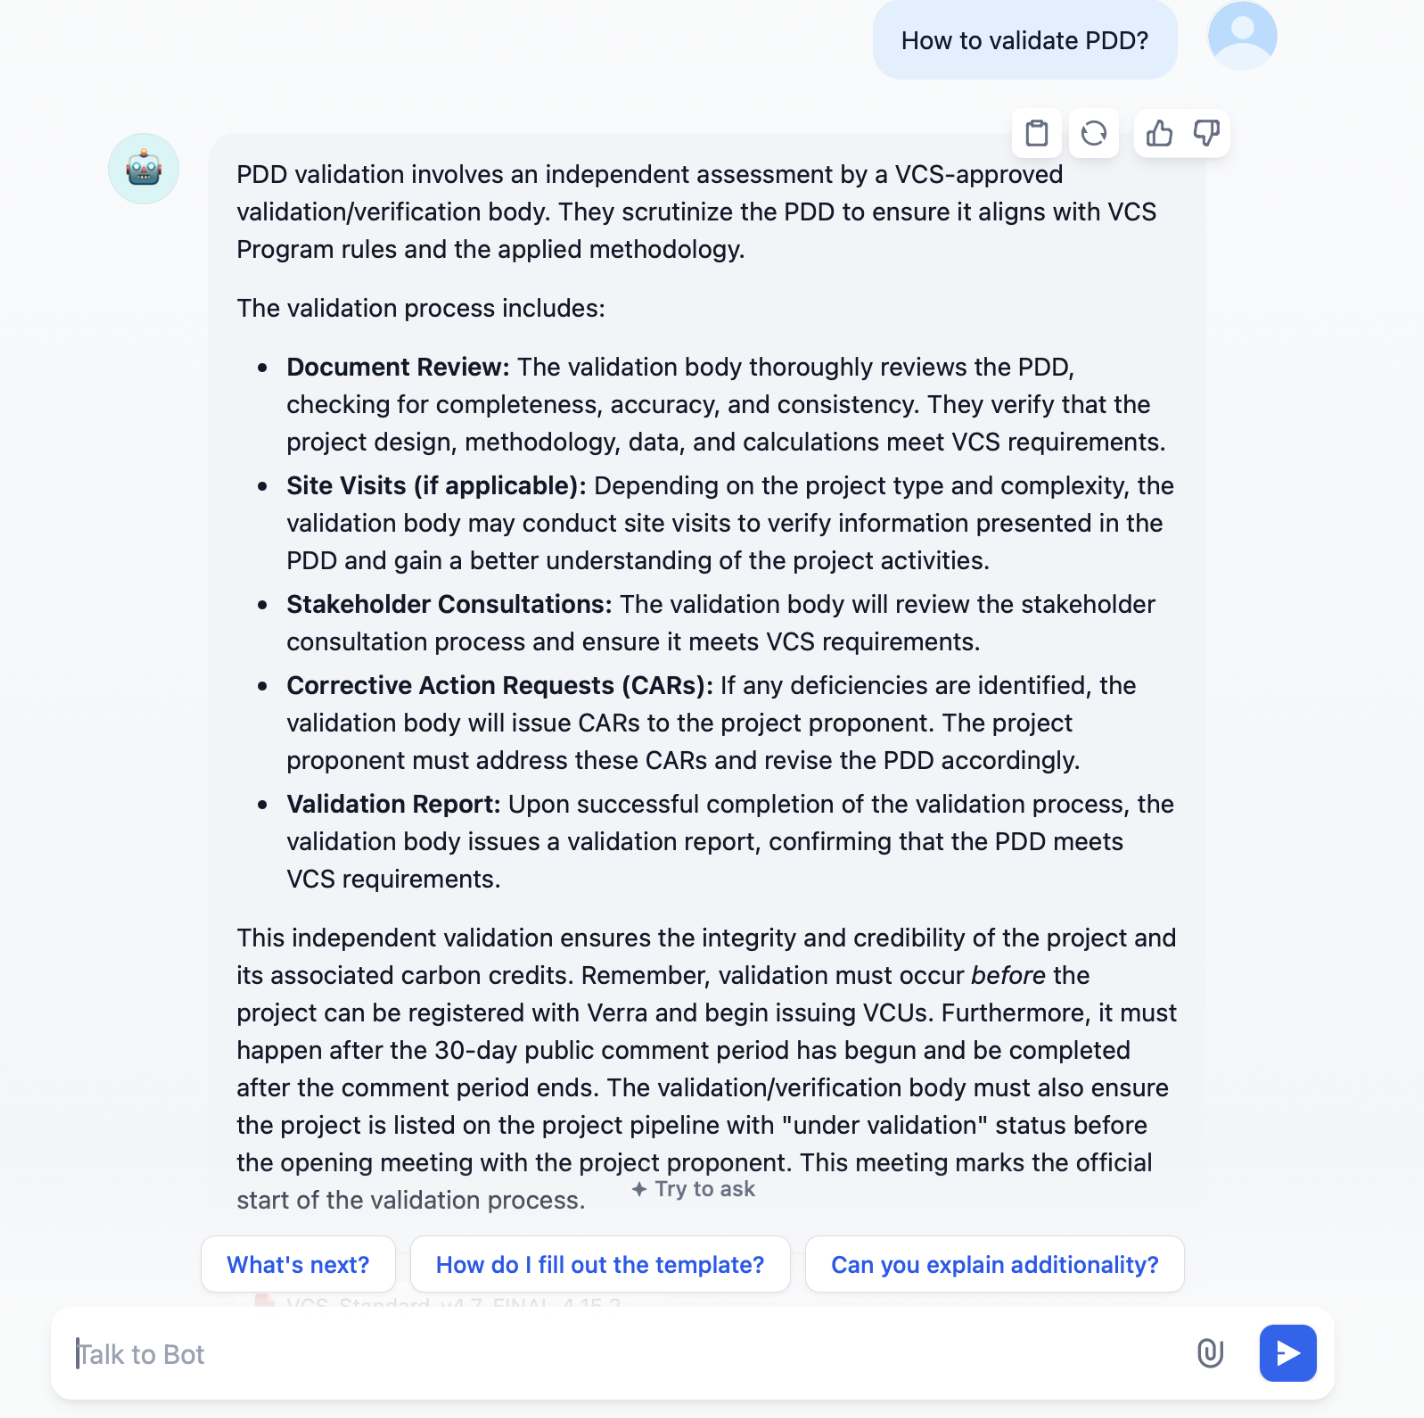 How to validate PDD?
PDD validation involves an independent assessment by a VCS-approved
validation/verification body. They scrutinize the PDD to ensure it aligns with VCS
Program rules and the applied methodology.
The validation process includes:
• Document Review: The validation body thoroughly reviews the PDD,
checking for completeness, accuracy, and consistency. They verify that the
project design, methodology, data, and calculations meet VCS requirements.
• Site Visits (if applicable): Depending on the project type and complexity, the
validation body may conduct site visits to verify information presented in the
PDD and gain a better understanding of the project activities.
• Stakeholder Consultations: The validation body will review the stakeholder
consultation process and ensure it meets VCS requirements.
• Corrective Action Requests (CARs): If any deficiencies are identified, the
validation body will issue CARs to the project proponent. The project
proponent must address these CARs and revise the PDD accordingly.
• Validation Report: Upon successful completion of the validation process, the
validation body issues a validation report, confirming that the PDD meets
VCS requirements.
This independent validation ensures the integrity and credibility of the project and
its associated carbon credits. Remember, validation must occur before the
project can be registered with Verra and begin issuing VCUs. Furthermore, it must
happen after the 30-day public comment period has begun and be completed
after the comment period ends. The validation/verification body must also ensure
the project is listed on the project pipeline with "under validation" status before
the opening meeting with the project proponent. This meeting marks the official
start of the validation process.
Try to ask
What's next?
How do I fill out the template?
Can you explain additionality?
VCS_Standard_v4.7_FINAL_4.15.2
Talk to Bot